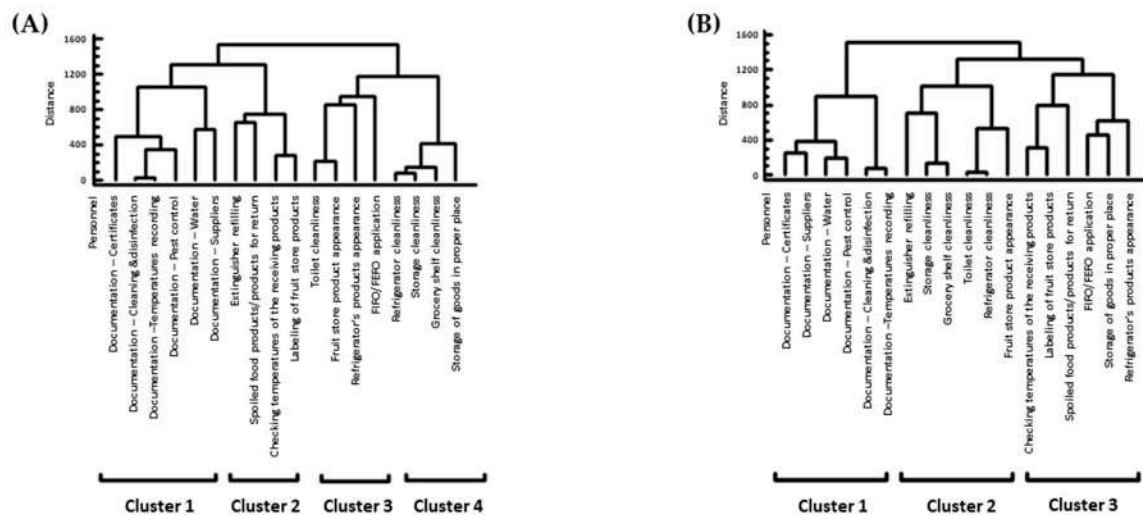 (A)
1600
1200
800
400
0
Distance
Personnel
Documentation – Certificates
Documentation – Cleaning &disinfection
Documentation –Temperatures recording
Documentation – Pest control
Documentation – Water
Documentation – Suppliers
Extinguisher refilling
Spoiled food products/products for return
Checking temperatures of the receiving products
Labeling of fruit store products
Toilet cleanliness
Fruit store product appearance
Refrigerator's products appearance
FIFO/FEFO application
Refrigerator cleanliness
Storage cleanliness
Grocery shelf cleanliness
Storage of goods in proper place
Cluster 1
Cluster 2
Cluster 3
Cluster 4
(B)
1600
1200
800
400
0
Distance
Personnel
Documentation – Certificates
Documentation – Suppliers
Documentation – Water
Documentation – Pest control
Documentation – Cleaning &disinfection
Documentation –Temperatures recording
Extinguisher refilling
Storage cleanliness
Grocery shelf cleanliness
Toilet cleanliness
Refrigerator cleanliness
Fruit store product appearance
Checking temperatures of the receiving products
Labeling of fruit store products
Spoiled food products/products for return
FIFO/FEFO application
Storage of goods in proper place
Refrigerator's products appearance
Cluster 1
Cluster 2
Cluster 3